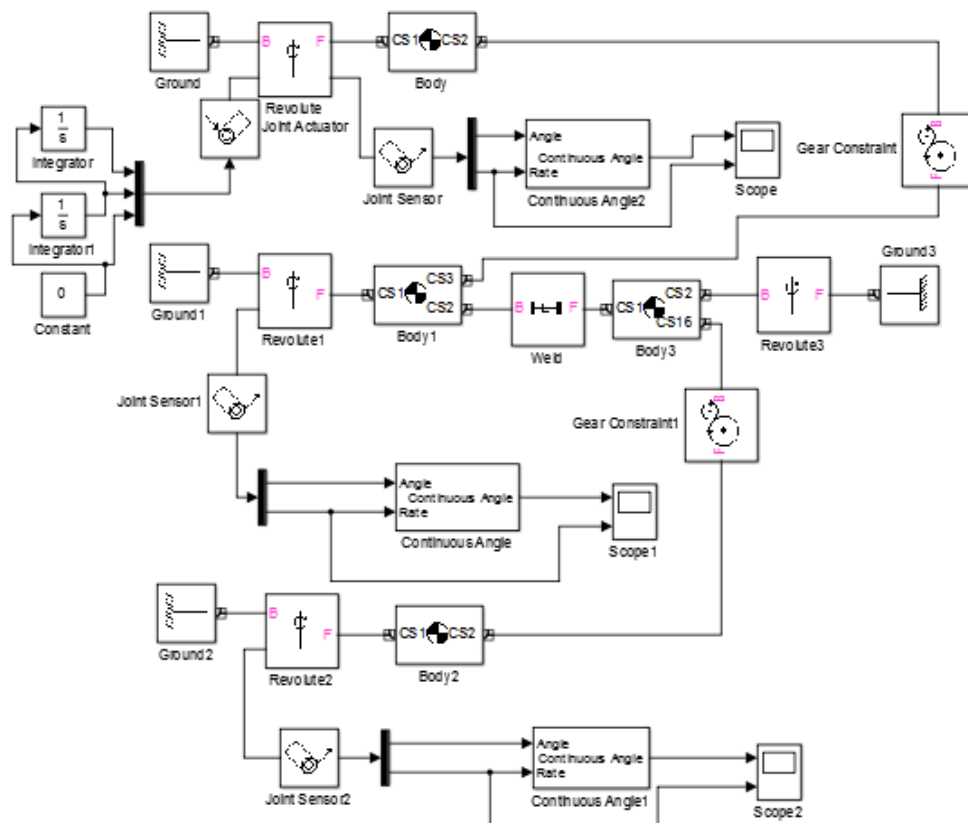 B
F
CS1 CS2
Ground
Revolute
Body
Joint Actuator
1
s
Integrator
Angle
Continuous Angle
Rate
Joint Sensor
Continuous Angle2
Scope
Gear Constraint
B
F
1
s
Integrator1
0
Constant
Ground1
B
F
Revolute1
CS1
CS3
CS2
Body1
B
F
Weld
CS1
CS2
CS16
Body3
B
F
Revolute3
Ground3
Joint Sensor1
Gear Constraint1
B
F
Angle
Continuous Angle
Rate
Continuous Angle
Scope1
Ground2
B
F
Revolute2
CS1 CS2
Body2
Joint Sensor2
Angle
Continuous Angle
Rate
Continuous Angle1
Scope2